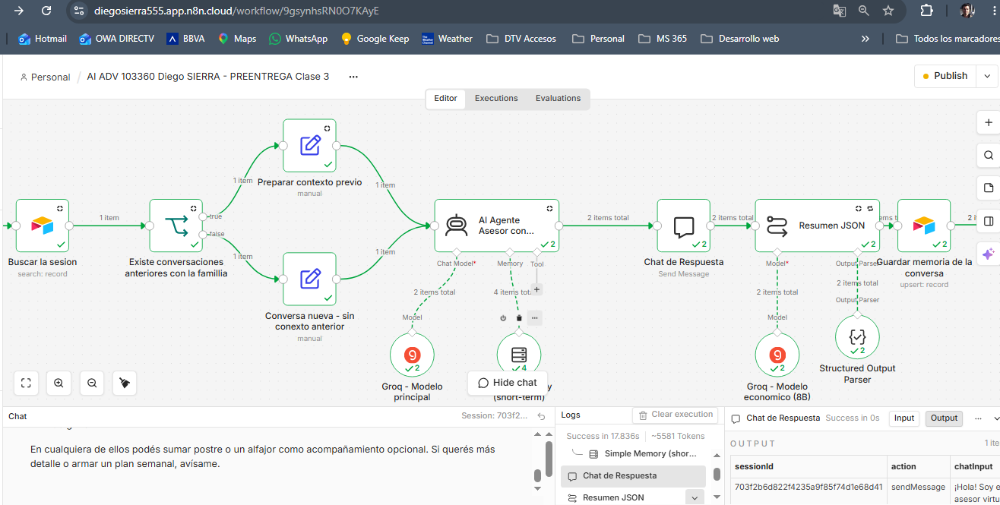 diegosierra555.app.n8n.cloud/workflow/9gsynhsRN0O7KAyE
Hotmail
OWA DIRECTV
BBVA
Maps
WhatsApp
Google Keep
Weather
DTV Accesos
Personal
MS 365
Desarrollo web
Todos los marcadores
Personal / AI ADV 103360 Diego SIERRA - PREENTREGA Clase 3 ...
Publish
Editor
Executions
Evaluations
1 item
Preparar contexto previo
manual
1 item
1 item
true
false
Buscar la sesion
search: record
Existe conversaciones
anteriores con la famillia
1 item
1 item
Conversa nueva - sin
conexto anterior
manual
AI Agente
Asesor con...
2
Chat Model*
Memory
Tool
2 items total
2 items total
4 items tot
Model
2
Groq - Modelo
principal
4
(short-term)
2
Chat de Respuesta
Send Message
2 items total
Resumen JSON
2
Model*
Output Parser
2 items total
2 items total
Model
Output Parser
2
Groq - Modelo
economico (8B)
2
Structured Output
Parser
2
Guardar memoria de la
conversa
upsert: record
Hide chat
Chat
Session: 703f2...
En cualquiera de ellos podés sumar postre o un alfajor como acompañamiento opcional. Si querés más
detalle o armar un plan semanal, avísame.
Logs
Clear execution
Success in 17.836s
~5581 Tokens
Simple Memory (shor...
Chat de Respuesta
Resumen JSON
Chat de Respuesta
Success in 0s
Input
Output
OUTPUT
1 ite
sessionId
action
chatInput
703f2b6d822f4235a9f85f74d1e68d41
sendMessage
¡Hola! Soy e
asesor virtu